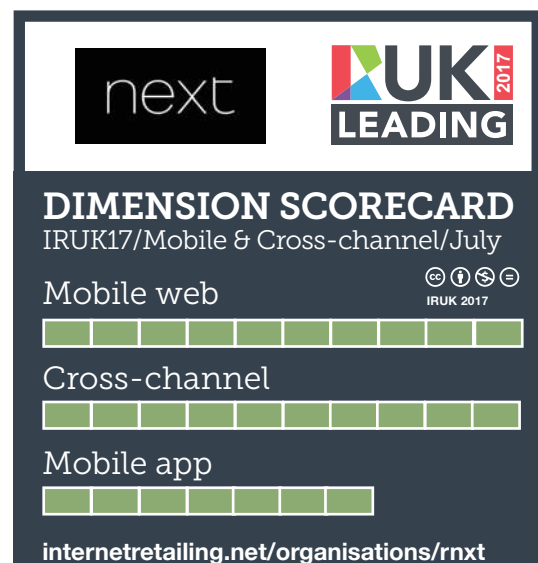 next
UK
2017
LEADING
DIMENSION SCORECARD
IRUK17/Mobile & Cross-channel/July
cc
IRUK 2017
Mobile web
Cross-channel
Mobile app
internetretailing.net/organisations/rnxt